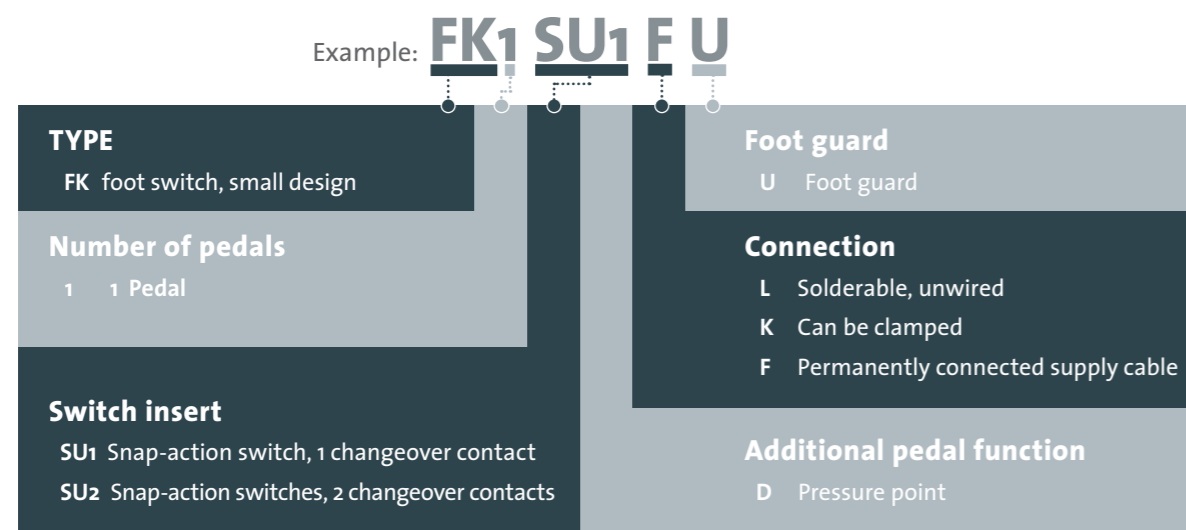 Example: FK1 SU1 F U
TYPE
FK foot switch, small design
Number of pedals
1 1 Pedal
Switch insert
SU1 Snap-action switch, 1 changeover contact
SU2 Snap-action switches, 2 changeover contacts
Foot guard
U Foot guard
Connection
L Solderable, unwired
K Can be clamped
F Permanently connected supply cable
Additional pedal function
D Pressure point